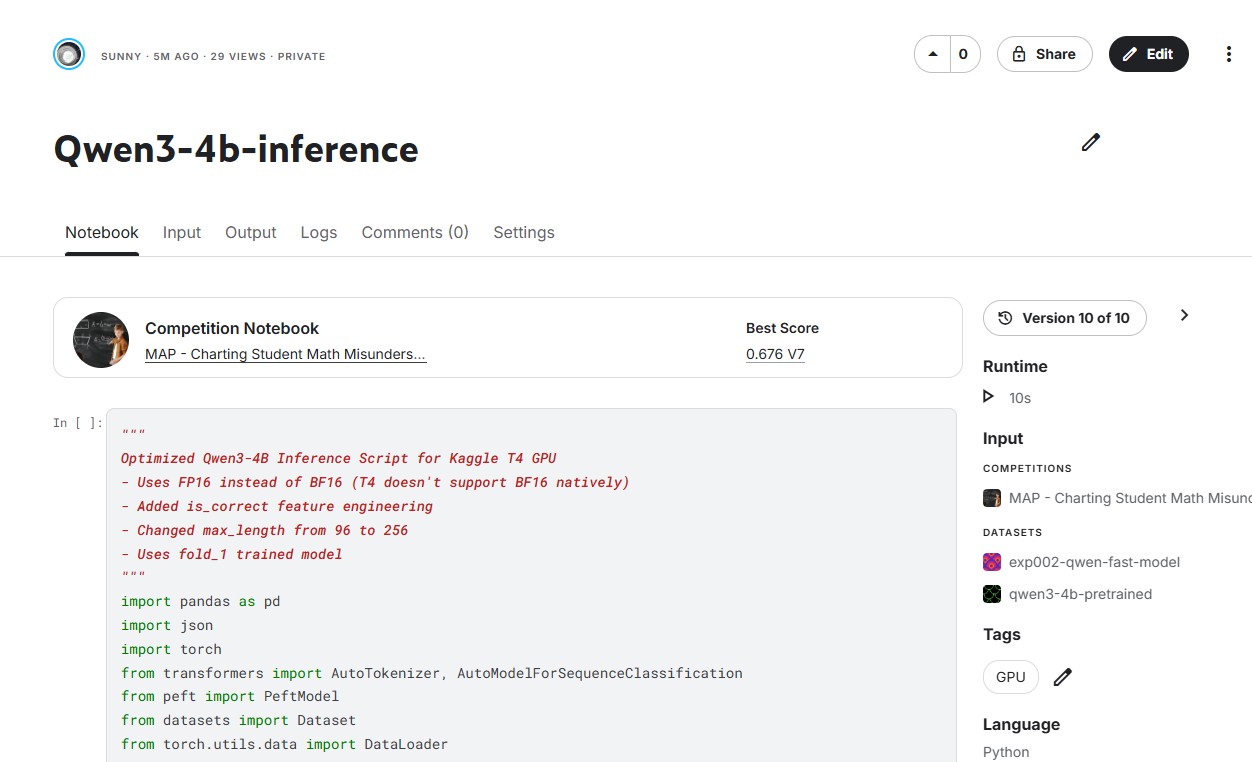 SUNNY · 5M AGO · 29 VIEWS · PRIVATE
0
Share
Edit
Qwen3-4b-inference
Notebook Input Output Logs Comments (0) Settings
Competition Notebook
MAP - Charting Student Math Misunders...
Best Score
0.676 V7
In [ ]:
"""
Optimized Qwen3-4B Inference Script for Kaggle T4 GPU
- Uses FP16 instead of BF16 (T4 doesn't support BF16 natively)
- Added is_correct feature engineering
- Changed max_length from 96 to 256
- Uses fold_1 trained model
"""
import pandas as pd
import json
import torch
from transformers import AutoTokenizer, AutoModelForSequenceClassification
from peft import PeftModel
from datasets import Dataset
from torch.utils.data import DataLoader
Version 10 of 10
Runtime
10s
Input
COMPETITIONS
MAP - Charting Student Math Misund
DATASETS
exp002-qwen-fast-model
qwen3-4b-pretrained
Tags
GPU
Language
Python